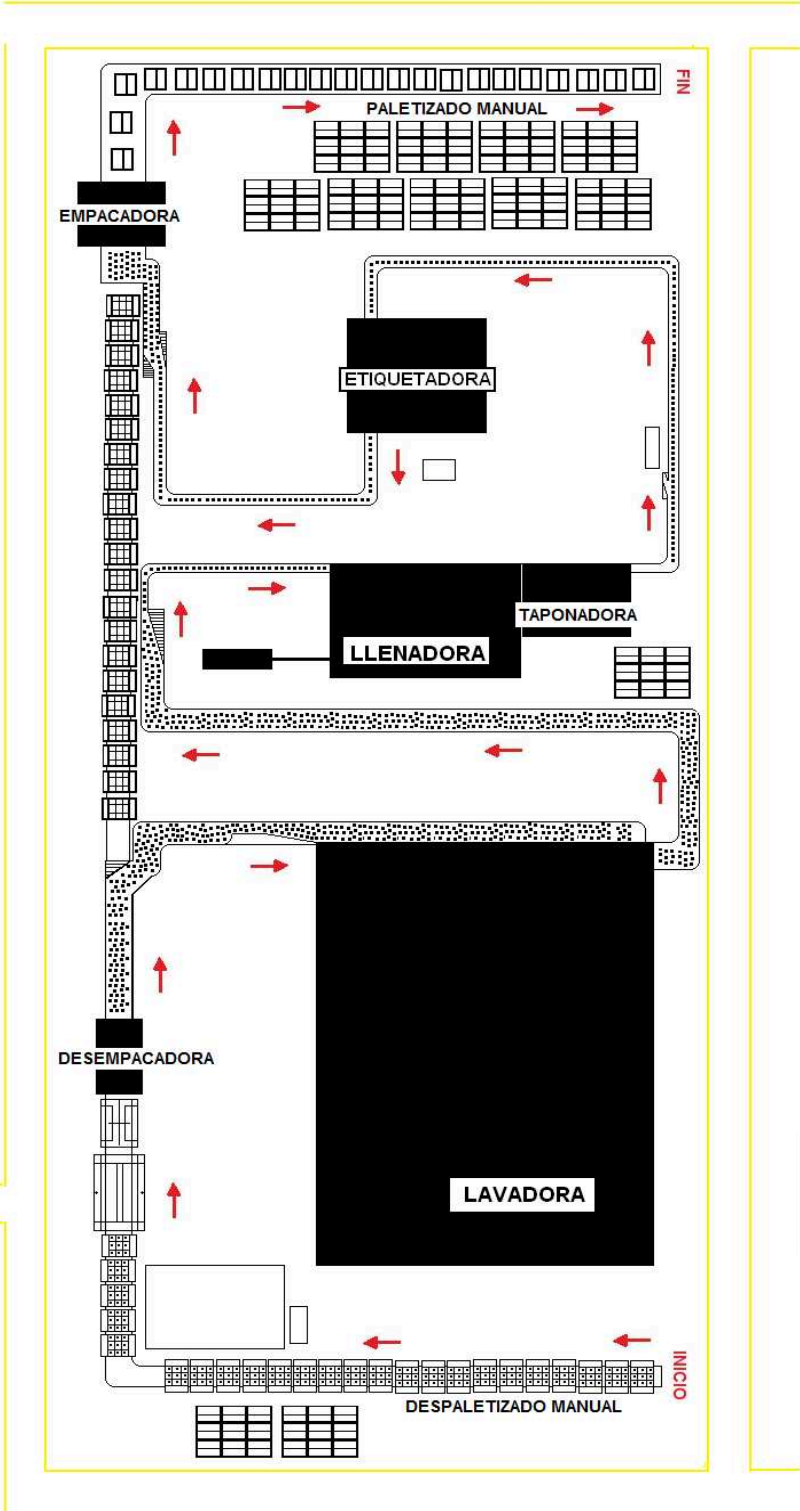 FIN
PALETIZADO MANUAL
EMPACADORA
ETIQUETADORA
TAPONADORA
LLENADORA
DESEMPACADORA
LAVADORA
INICIO
DESPALETIZADO MANUAL